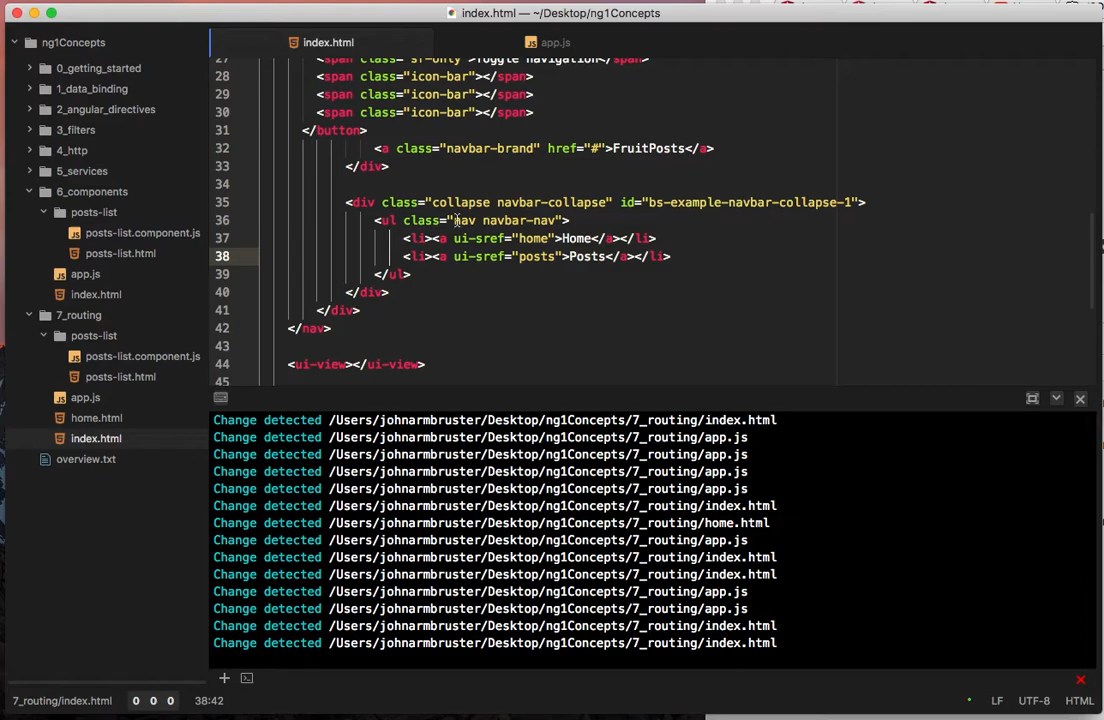 index.html — ~/Desktop/ng1Concepts
ng1Concepts
0_getting_started
1_data_binding
2_angular_directives
3_filters
4_http
5_services
6_components
posts-list
posts-list.component.js
posts-list.html
app.js
index.html
7_routing
posts-list
posts-list.component.js
posts-list.html
app.js
home.html
index.html
overview.txt
index.html
app.js
27 <span class="sr-only">Toggle navigation</span>
28 <span class="icon-bar"></span>
29 <span class="icon-bar"></span>
30 <span class="icon-bar"></span>
31 </button>
32 <a class="navbar-brand" href="#">FruitPosts</a>
33 </div>
34
35 <div class="collapse navbar-collapse" id="bs-example-navbar-collapse-1">
36 <ul class="nav navbar-nav">
37 <li><a ui-sref="home">Home</a></li>
38 <li><a ui-sref="posts">Posts</a></li>
39 </ul>
40 </div>
41 </div>
42 </nav>
43
44 <ui-view></ui-view>
45
Change detected /Users/johnarmbruster/Desktop/ng1Concepts/7_routing/index.html
Change detected /Users/johnarmbruster/Desktop/ng1Concepts/7_routing/app.js
Change detected /Users/johnarmbruster/Desktop/ng1Concepts/7_routing/app.js
Change detected /Users/johnarmbruster/Desktop/ng1Concepts/7_routing/app.js
Change detected /Users/johnarmbruster/Desktop/ng1Concepts/7_routing/app.js
Change detected /Users/johnarmbruster/Desktop/ng1Concepts/7_routing/index.html
Change detected /Users/johnarmbruster/Desktop/ng1Concepts/7_routing/home.html
Change detected /Users/johnarmbruster/Desktop/ng1Concepts/7_routing/app.js
Change detected /Users/johnarmbruster/Desktop/ng1Concepts/7_routing/index.html
Change detected /Users/johnarmbruster/Desktop/ng1Concepts/7_routing/index.html
Change detected /Users/johnarmbruster/Desktop/ng1Concepts/7_routing/app.js
Change detected /Users/johnarmbruster/Desktop/ng1Concepts/7_routing/app.js
Change detected /Users/johnarmbruster/Desktop/ng1Concepts/7_routing/index.html
Change detected /Users/johnarmbruster/Desktop/ng1Concepts/7_routing/index.html
7_routing/index.html 0 0 0 38:42 LF UTF-8 HTML